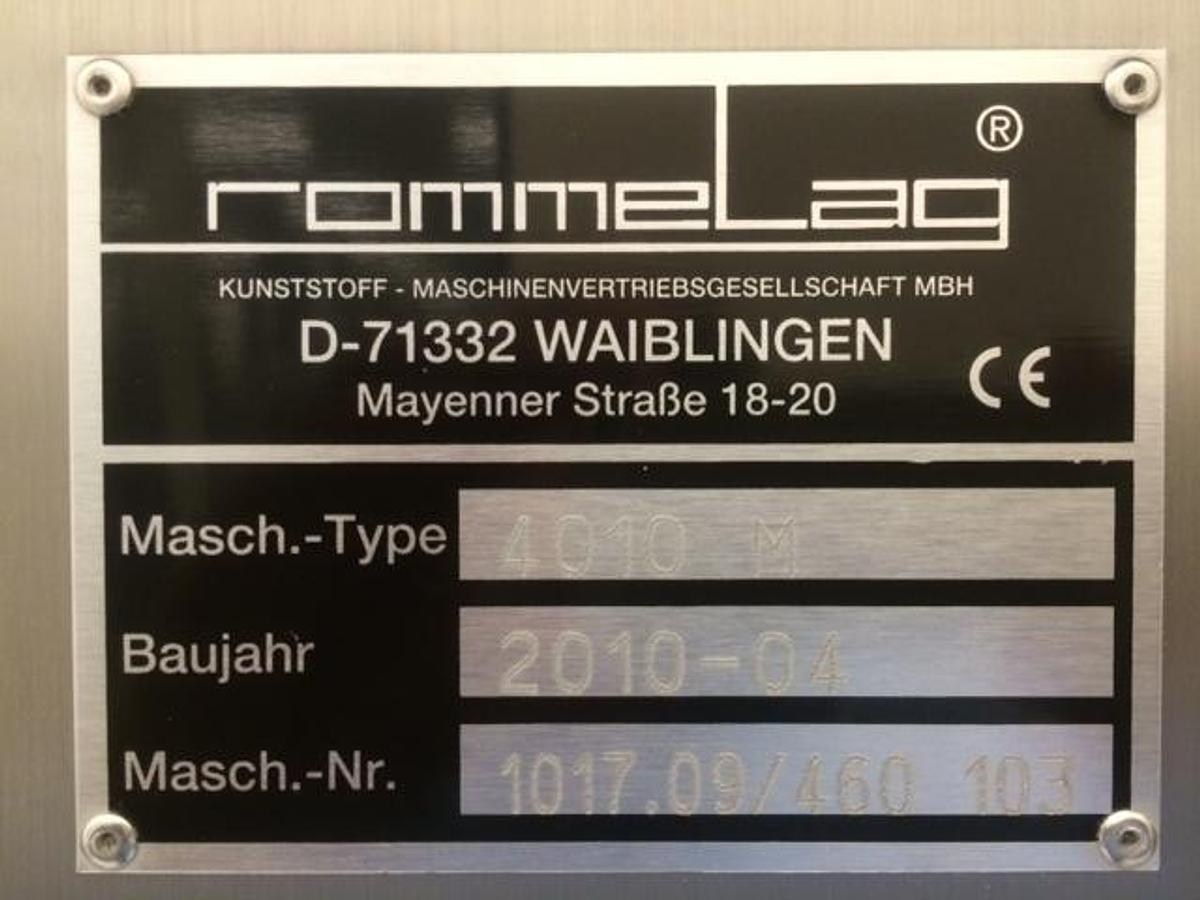 rommeLag ®
KUNSTSTOFF - MASCHINENVERTRIEBSGESELLSCHAFT MBH
D-71332 WAIBLINGEN
Mayenner Straße 18-20
CE
Masch.-Type 4010 M
Baujahr 2010-04
Masch.-Nr. 1017.09/460 103